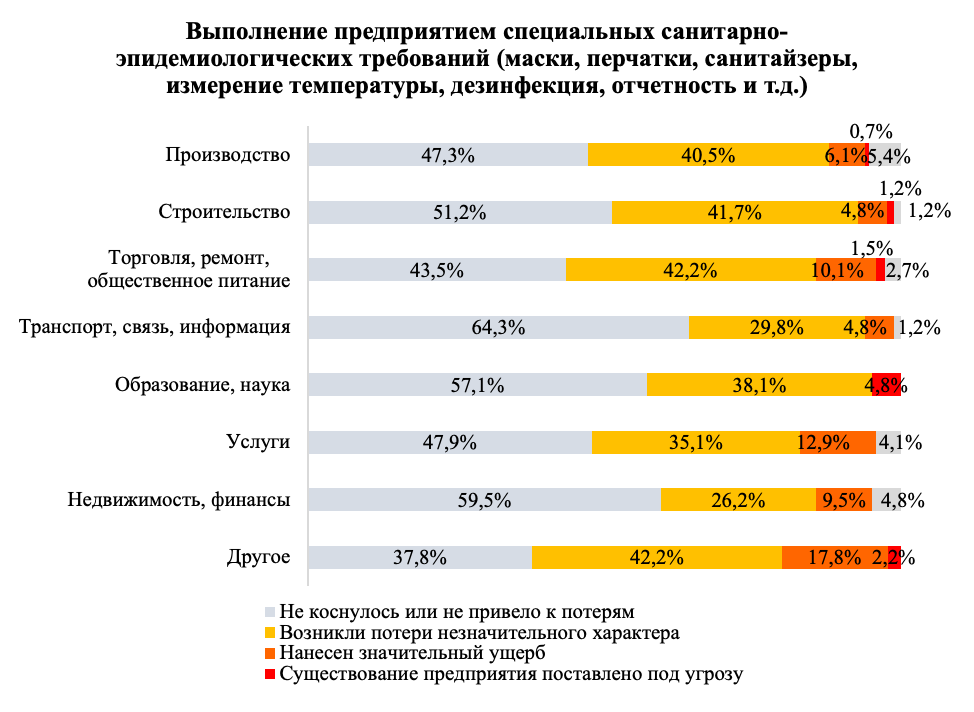 Выполнение предприятием специальных санитарно-
эпидемиологических требований (маски, перчатки, санитайзеры,
измерение температуры, дезинфекция, отчетность и т.д.)
0,7%
Производство 47,3% 40,5% 6,1% 5,4%
1,2%
Строительство 51,2% 41,7% 4,8% 1,2%
1,5%
Торговля, ремонт,
общественное питание 43,5% 42,2% 10,1% 2,7%
Транспорт, связь, информация 64,3% 29,8% 4,8% 1,2%
Образование, наука 57,1% 38,1% 4,8%
Услуги 47,9% 35,1% 12,9% 4,1%
Недвижимость, финансы 59,5% 26,2% 9,5% 4,8%
Другое 37,8% 42,2% 17,8% 2,2%
Не коснулось или не привело к потерям
Возникли потери незначительного характера
Нанесен значительный ущерб
Существование предприятия поставлено под угрозу